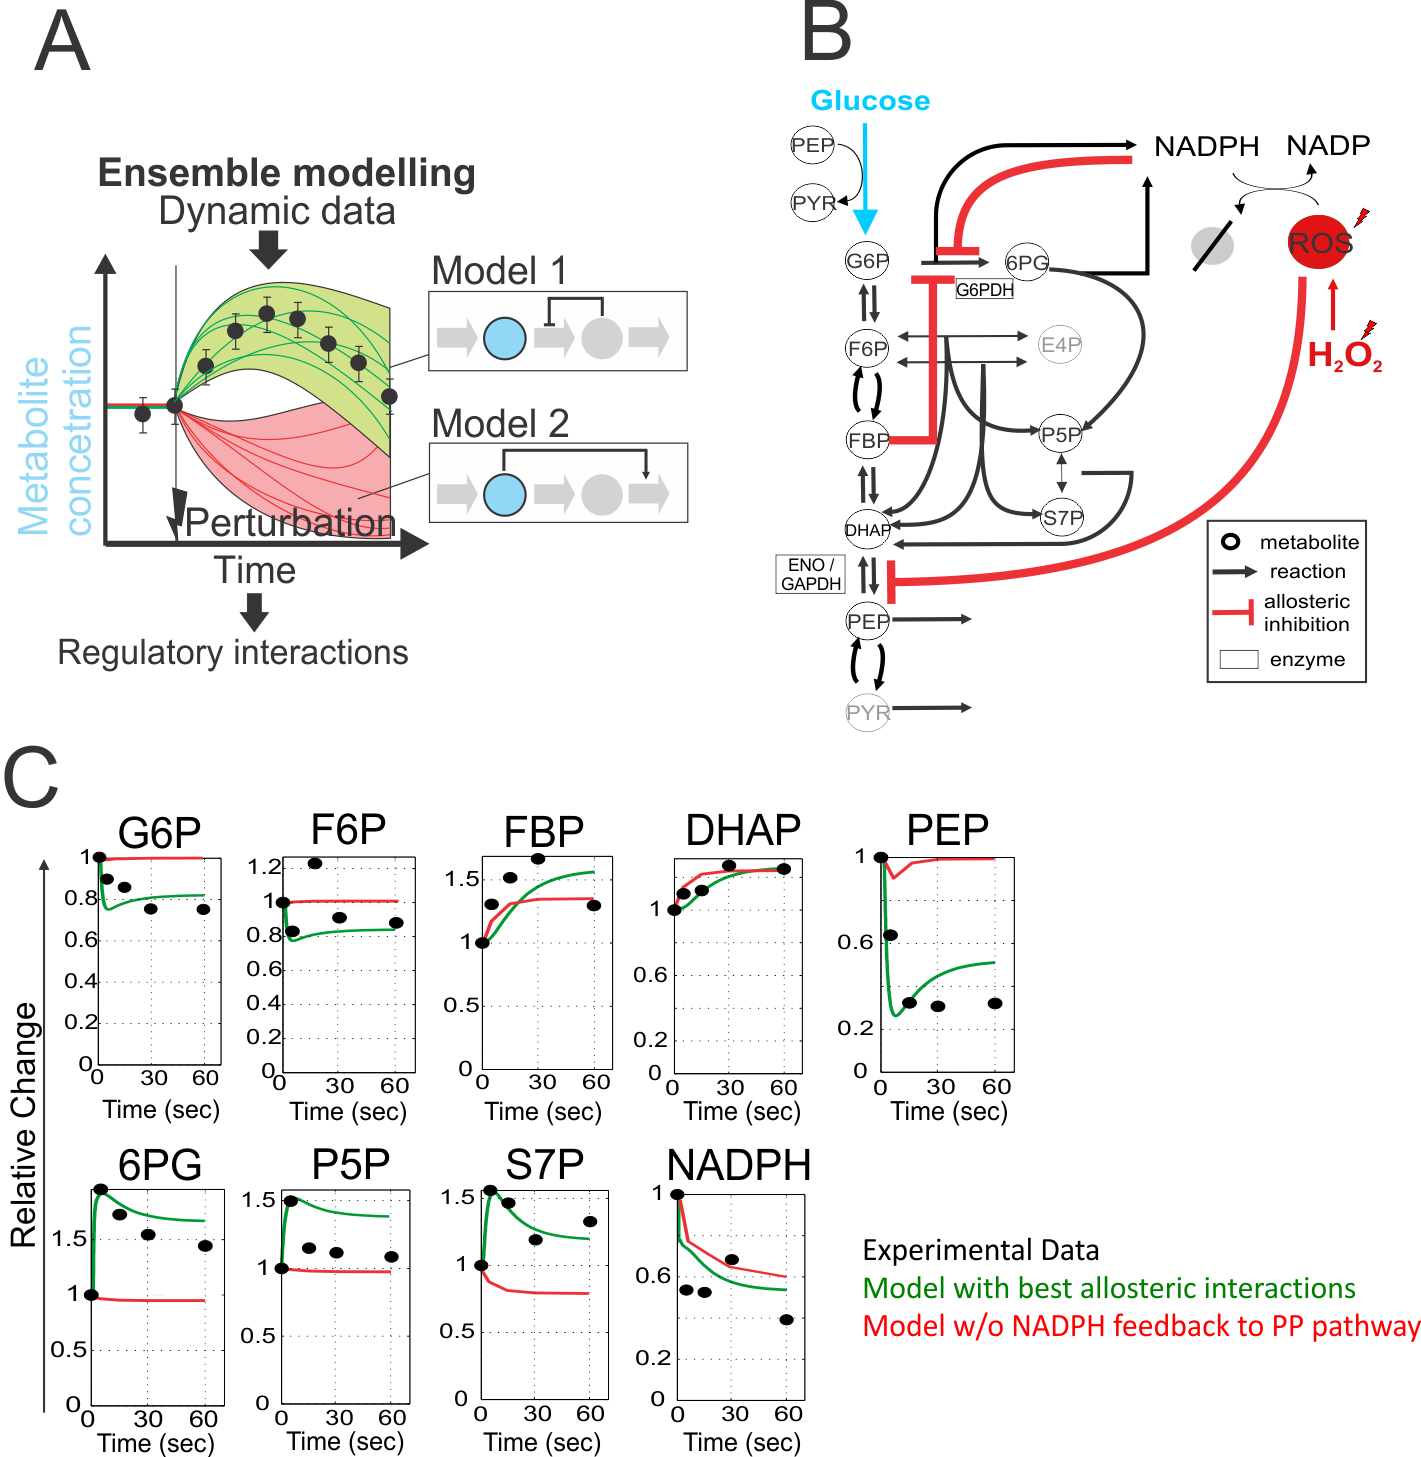 A
Ensemble modelling
Dynamic data
Metabolite
concetration
Model 1
Model 2
Perturbation
Time
Regulatory interactions
B
Glucose
PEP
PYR
NADPH
NADP
ROS
H2O2
G6P
6PG
G6PDH
F6P
E4P
FBP
P5P
S7P
DHAP
ENO /
GAPDH
PEP
PYR
metabolite
reaction
allosteric
inhibition
enzyme
C
Relative Change
G6P
1
0.8
0.6
0.4
0.2
0
0 30 60
Time (sec)
F6P
1.2
1
0.8
0.6
0.4
0.2
0
0 30 60
Time (sec)
FBP
1.5
1
0.5
0
0 30 60
Time (sec)
DHAP
1
0.6
0.2
0
0 30 60
Time (sec)
PEP
1
0.6
0.2
0
0 30 60
Time (sec)
6PG
1.5
1
0.5
0
0 30 60
Time (sec)
P5P
1.5
1
0.5
0
0 30 60
Time (sec)
S7P
1.5
1
0.5
0
0 30 60
Time (sec)
NADPH
1
0.6
0.2
0
0 30 60
Time (sec)
Experimental Data
Model with best allosteric interactions
Model w/o NADPH feedback to PP pathway